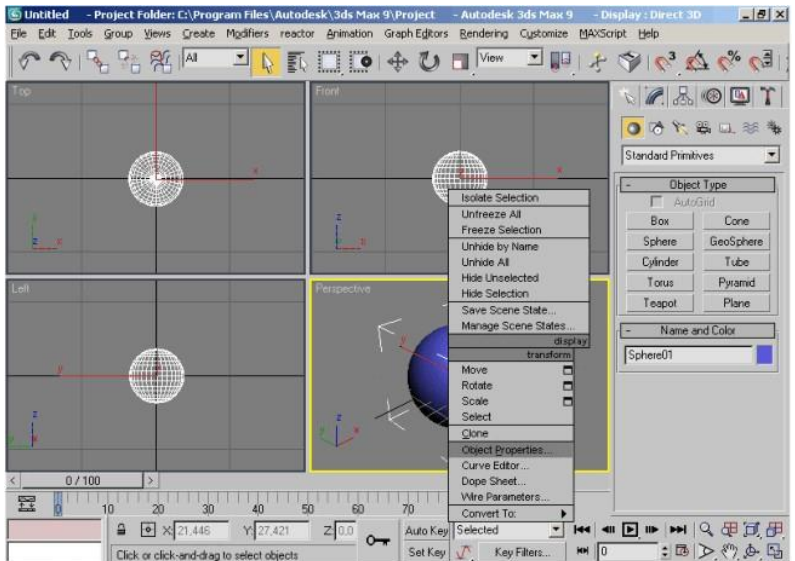 Untitled - Project Folder: C:\Program Files\Autodesk\3ds Max 9\Project - Autodesk 3ds Max 9 - Display : Direct 3D
File Edit Tools Group Views Create Modifiers reactor Animation Graph Editors Rendering Customize MAXScript Help
All
View
3
%
Top
Front
x
x
z
x
z
x
Standard Primitives
Object Type
AutoGrid
Box Cone
Sphere GeoSphere
Cylinder Tube
Torus Pyramid
Teapot Plane
Name and Color
Sphere01
Isolate Selection
Unfreeze All
Freeze Selection
Unhide by Name
Unhide All
Hide Unselected
Hide Selection
Save Scene State...
Manage Scene States...
display
transform
Move
Rotate
Scale
Select
Clone
Object Properties...
Curve Editor...
Dope Sheet...
Wire Parameters...
Convert To:
Left
Perspective
y
z
z
0 / 100
0 10 20 30 40 50 60 70
X: 21,446 Y: 27,421 Z: 0,0
Auto Key Selected
Click or click-and-drag to select objects
Set Key Key Filters... 0